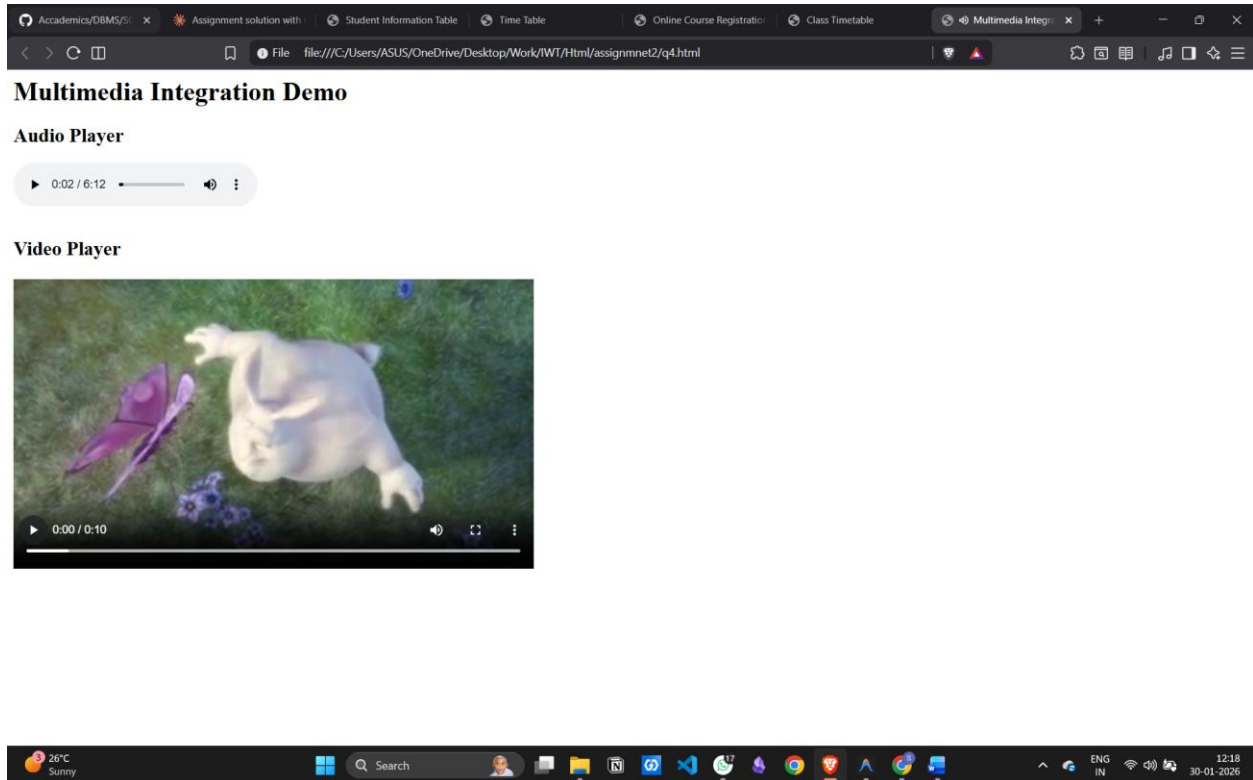 Accademics/DBMS/SC
Assignment solution with
Student Information Table
Time Table
Online Course Registration
Class Timetable
Multimedia Integra
File file:///C:/Users/ASUS/OneDrive/Desktop/Work/IWT/Html/assignmnet2/q4.html
Multimedia Integration Demo
Audio Player
0:02 / 6:12
Video Player
0:00 / 0:10
3
26°C
Sunny
Search
17
ENG
IN
12:18
30-01-2026